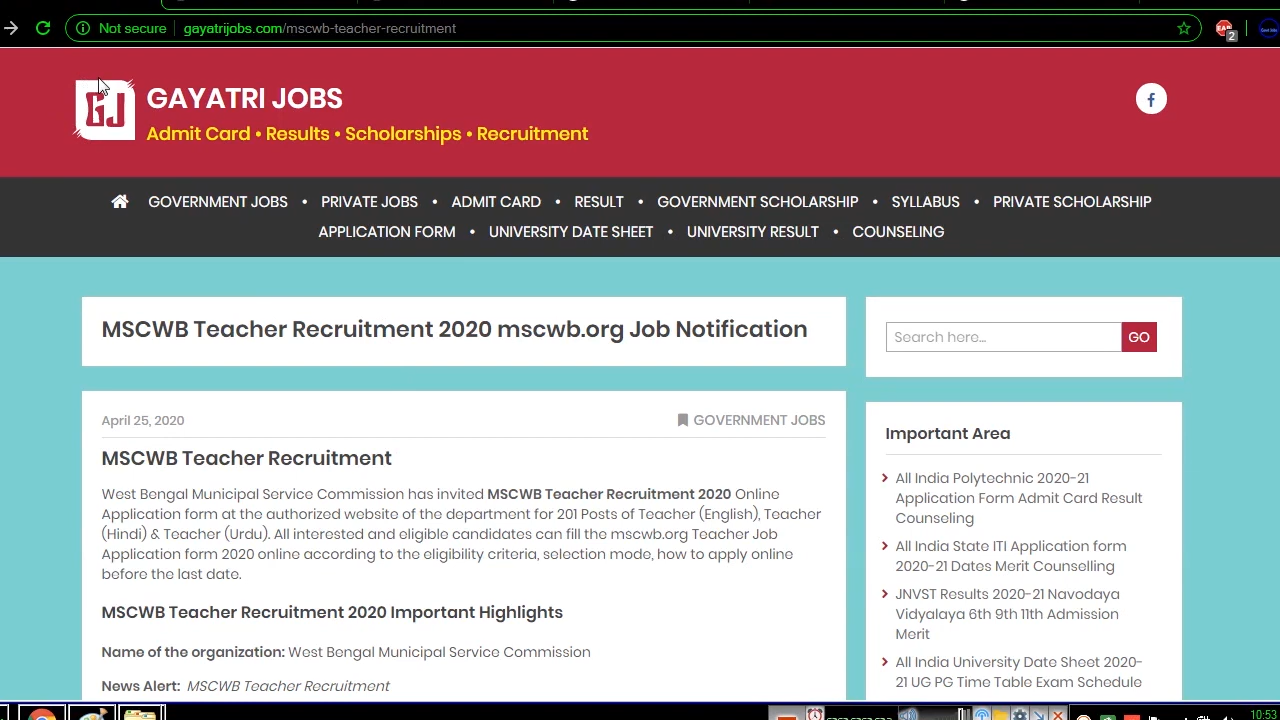 Not secure gayatrijobs.com/mscwb-teacher-recruitment
2
GJ
GAYATRI JOBS
Admit Card • Results • Scholarships • Recruitment
GOVERNMENT JOBS • PRIVATE JOBS • ADMIT CARD • RESULT • GOVERNMENT SCHOLARSHIP • SYLLABUS • PRIVATE SCHOLARSHIP
APPLICATION FORM • UNIVERSITY DATE SHEET • UNIVERSITY RESULT • COUNSELING
MSCWB Teacher Recruitment 2020 mscwb.org Job Notification
April 25, 2020
GOVERNMENT JOBS
MSCWB Teacher Recruitment
West Bengal Municipal Service Commission has invited MSCWB Teacher Recruitment 2020 Online
Application form at the authorized website of the department for 201 Posts of Teacher (English), Teacher
(Hindi) & Teacher (Urdu). All interested and eligible candidates can fill the mscwb.org Teacher Job
Application form 2020 online according to the eligibility criteria, selection mode, how to apply online
before the last date.
MSCWB Teacher Recruitment 2020 Important Highlights
Name of the organization: West Bengal Municipal Service Commission
News Alert: MSCWB Teacher Recruitment
Search here...
GO
Important Area
All India Polytechnic 2020-21
Application Form Admit Card Result
Counseling
All India State ITI Application form
2020-21 Dates Merit Counselling
JNVST Results 2020-21 Navodaya
Vidyalaya 6th 9th 11th Admission
Merit
All India University Date Sheet 2020-
21 UG PG Time Table Exam Schedule
10:53